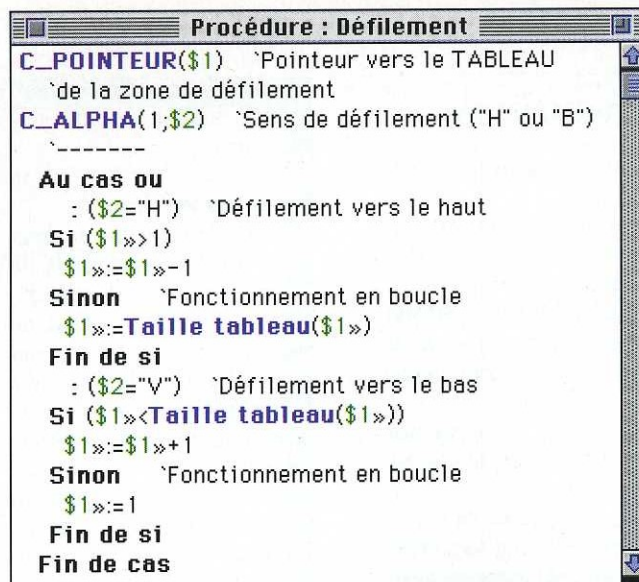 Procédure : Défilement
C_POINTEUR($1) `Pointeur vers le TABLEAU
`de la zone de défilement
C_ALPHA(1;$2) `Sens de défilement ("H" ou "B")
`-------
Au cas ou
: ($2="H") `Défilement vers le haut
Si ($1»>1)
$1»:=$1»-1
Sinon `Fonctionnement en boucle
$1»:=Taille tableau($1»)
Fin de si
: ($2="V") `Défilement vers le bas
Si ($1»<Taille tableau($1»))
$1»:=$1»+1
Sinon `Fonctionnement en boucle
$1»:=1
Fin de si
Fin de cas